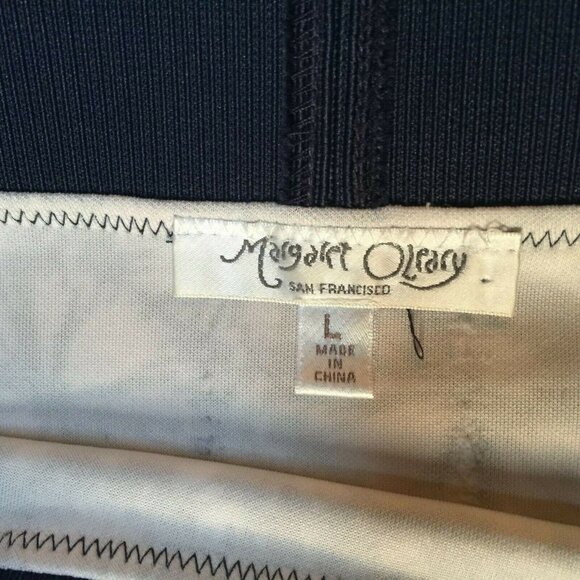 Margaret O'Leary
SAN FRANCISCO
L
MADE
IN
CHINA